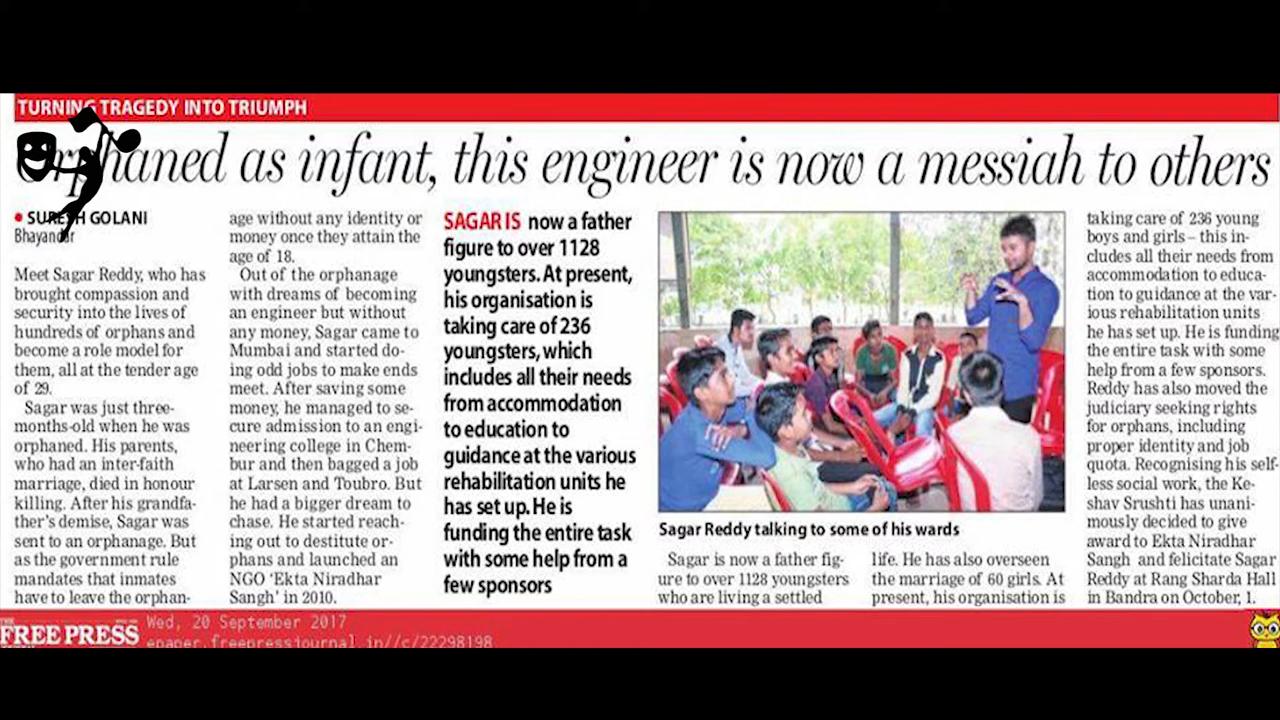 TURNING TRAGEDY INTO TRIUMPH
Orphaned as infant, this engineer is now a messiah to others
SURESH GOLANI
Bhayandar
Meet Sagar Reddy, who has
brought compassion and
security into the lives of
hundreds of orphans and
become a role model for
them, all at the tender age
of 29.
Sagar was just three-
months-old when he was
orphaned. His parents,
who had an inter-faith
marriage, died in honour
killing. After his grandfa-
ther's demise, Sagar was
sent to an orphanage. But
as the government rule
mandates that inmates
have to leave the orphan-
age without any identity or
money once they attain the
age of 18.
Out of the orphanage
with dreams of becoming
an engineer but without
any money, Sagar came to
Mumbai and started do-
ing odd jobs to make ends
meet. After saving some
money, he managed to se-
cure admission to an engi-
neering college in Chem-
bur and then bagged a job
at Larsen and Toubro. But
he had a bigger dream to
chase. He started reach-
ing out to destitute or-
phans and launched an
NGO 'Ekta Niradhar
Sangh' in 2010.
SAGAR IS now a father
figure to over 1128
youngsters. At present,
his organisation is
taking care of 236
youngsters, which
includes all their needs
from accommodation
to education to
guidance at the various
rehabilitation units he
has set up. He is
funding the entire task
with some help from a
few sponsors
Sagar Reddy talking to some of his wards
Sagar is now a father fig-
ure to over 1128 youngsters
who are living a settled
life. He has also overseen
the marriage of 60 girls. At
present, his organisation is
taking care of 236 young
boys and girls – this in-
cludes all their needs from
accommodation to educa-
tion to guidance at the var-
ious rehabilitation units
he has set up. He is funding
the entire task with some
help from a few sponsors.
Reddy has also moved the
judiciary seeking rights
for orphans, including
proper identity and job
quota. Recognising his self-
less social work, the Ke-
shav Srushti has unani-
mously decided to give
award to Ekta Niradhar
Sangh and felicitate Sagar
Reddy at Rang Sharda Hall
in Bandra on October, 1.
THE
FREE PRESS
Wed, 20 September 2017
epaper.freepressjournal.in//c/22298198